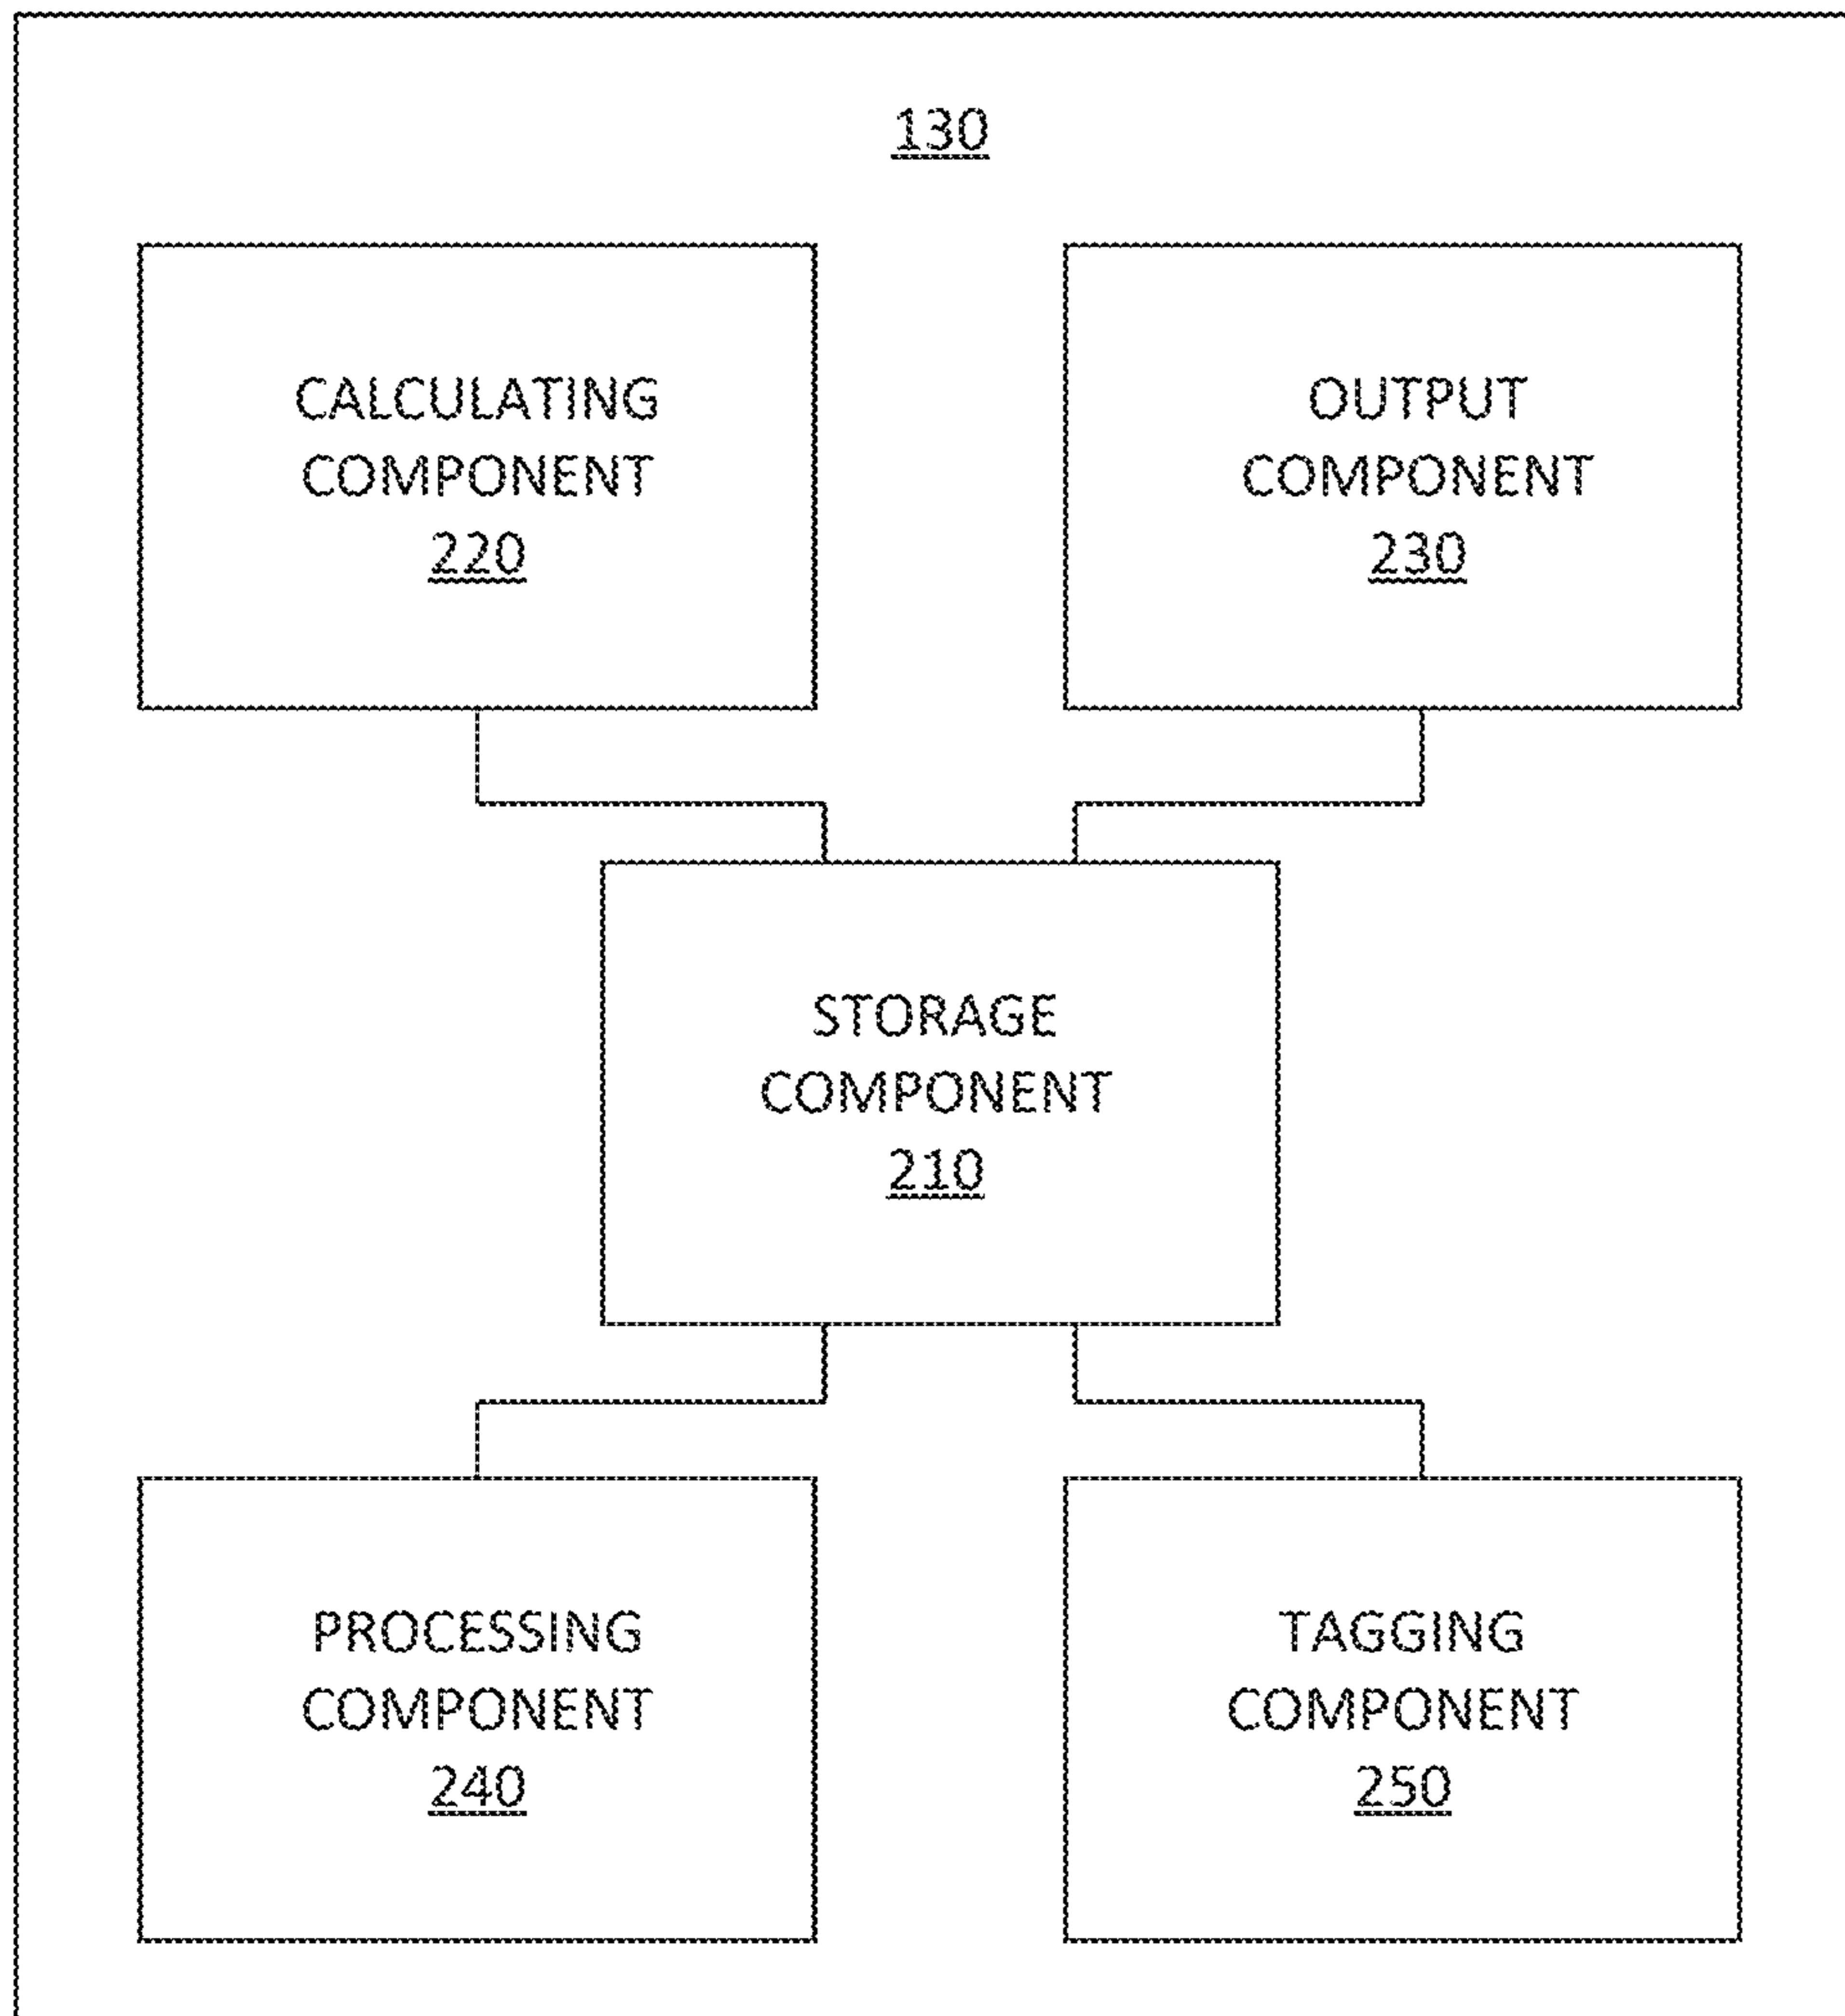 130
CALCULATING
COMPONENT
220
OUTPUT
COMPONENT
230
STORAGE
COMPONENT
210
PROCESSING
COMPONENT
240
TAGGING
COMPONENT
250